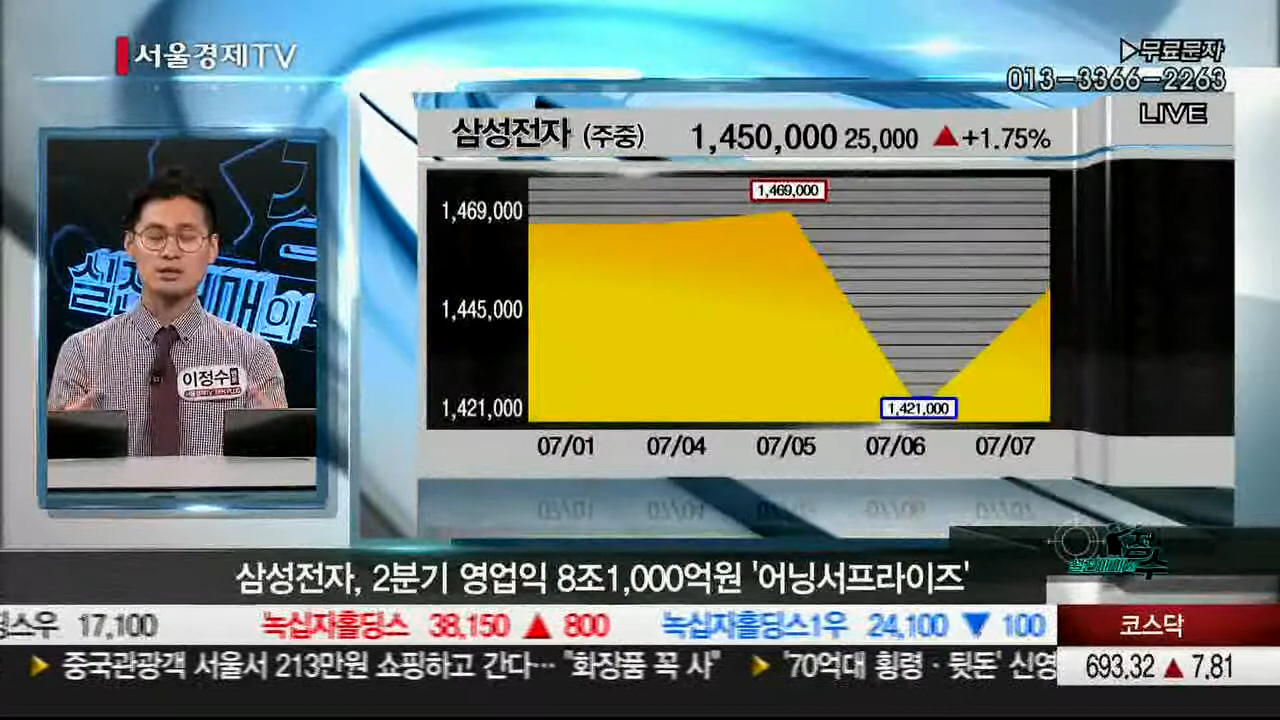 서울경제TV
▷무료문자
013-3366-2263
LIVE
삼성전자 (주중) 1,450,000 25,000 ▲+1.75%
1,469,000
1,469,000
1,445,000
1,421,000
1,421,000
07/01 07/04 07/05 07/06 07/07
이정수
삼성전자, 2분기 영업익 8조1,000억원 '어닝서프라이즈'
딩스우 17,100 녹십자홀딩스 38,150 ▲ 800 녹십자홀딩스1우 24,100 ▼ 100 코스닥
중국관광객 서울서 213만원 쇼핑하고 간다… "화장품 꼭 사" '70억대 횡령·뒷돈' 신영 693.32 ▲ 7.81